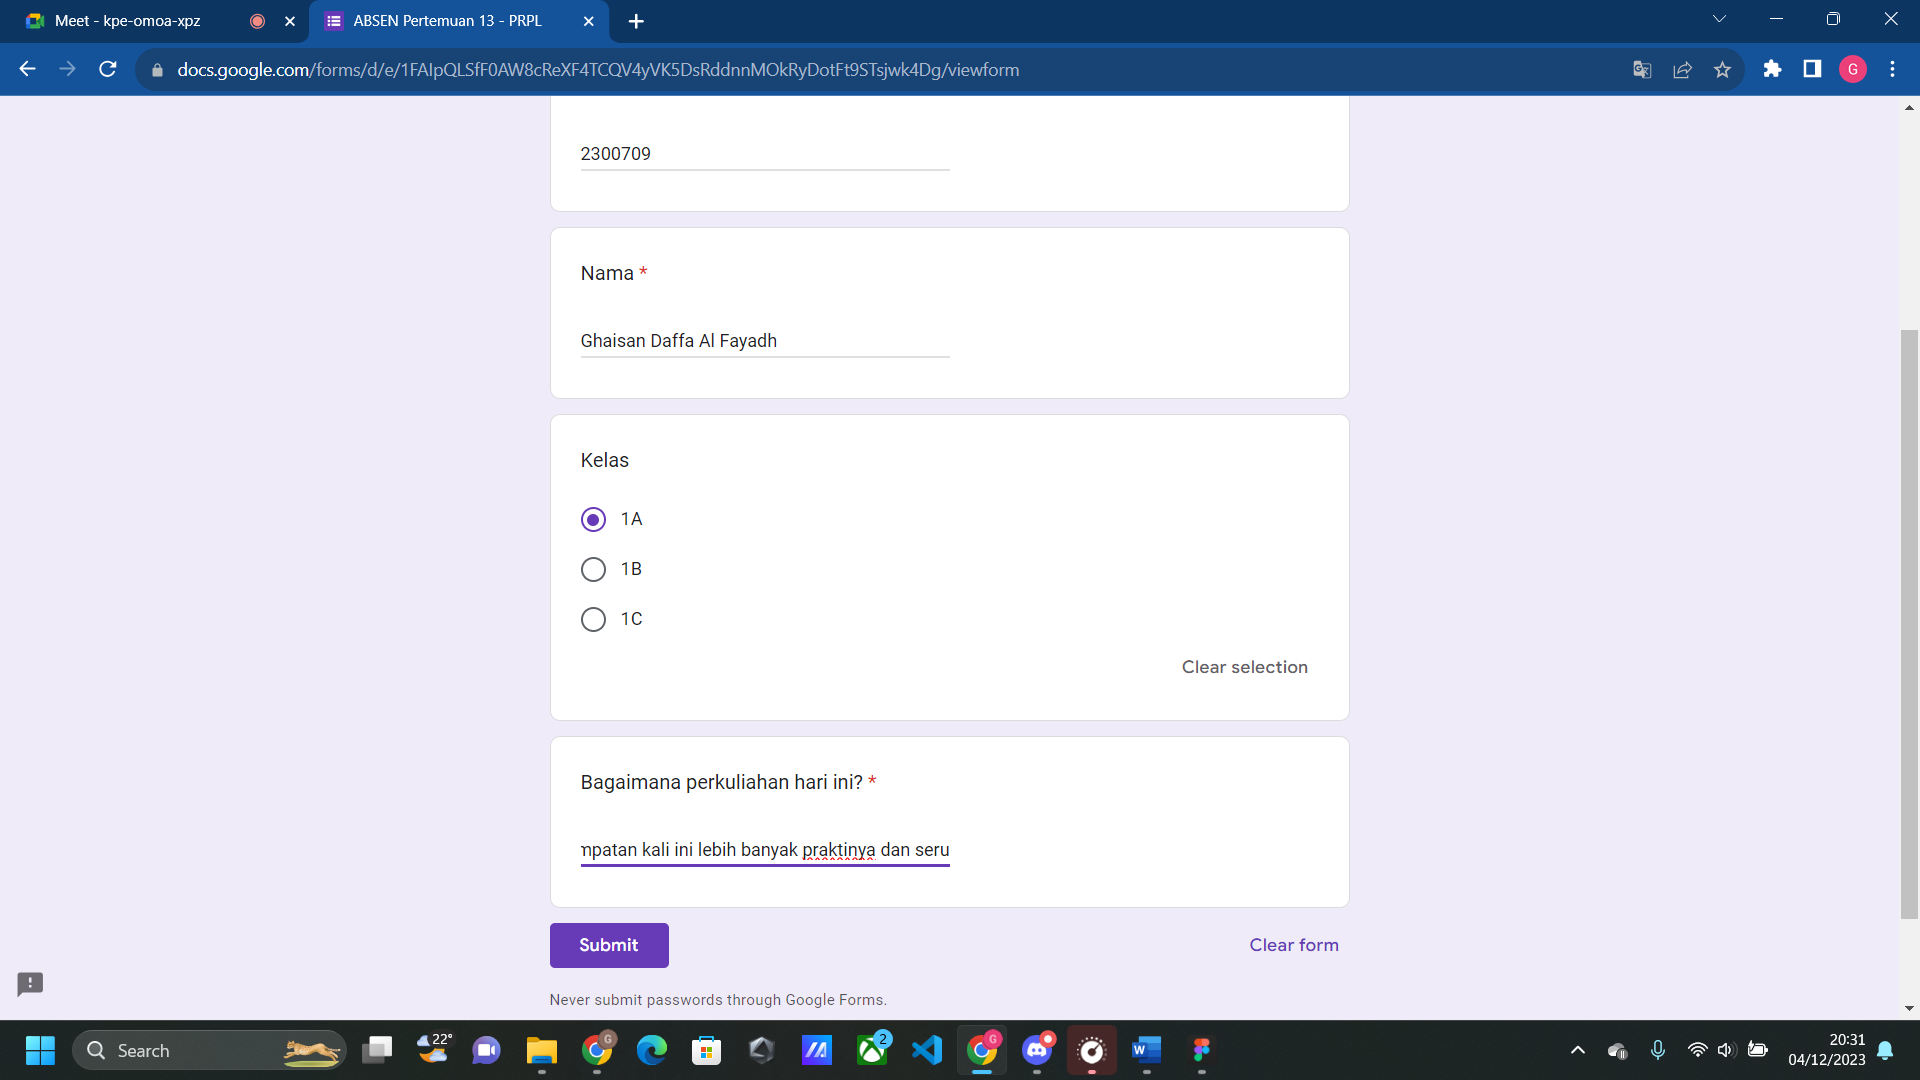 Meet - kpe-omoa-xpz
ABSEN Pertemuan 13 - PRPL
docs.google.com/forms/d/e/1FAIpQLSfF0AW8cReXF4TCQV4yVK5DsRddnnMOkRyDotFt9STsjwk4Dg/viewform
G
2300709
Nama *
Ghaisan Daffa Al Fayadh
Kelas
1A
1B
1C
Clear selection
Bagaimana perkuliahan hari ini? *
mpatan kali ini lebih banyak praktinya dan seru
Submit
Clear form
Never submit passwords through Google Forms.
Search
22°
G
2
G
20:31
04/12/2023